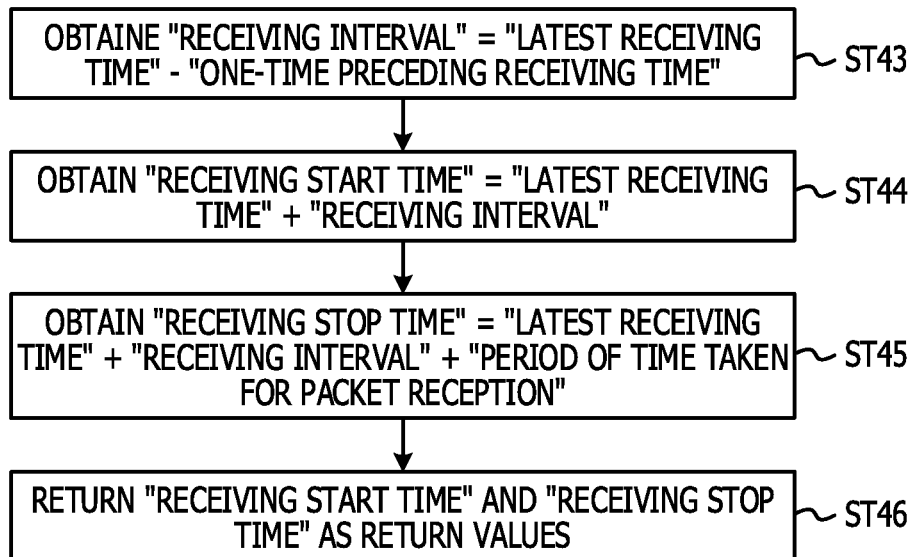 OBTAINE "RECEIVING INTERVAL" = "LATEST RECEIVING
TIME" - "ONE-TIME PRECEDING RECEIVING TIME"
ST43
OBTAIN "RECEIVING START TIME" = "LATEST RECEIVING
TIME" + "RECEIVING INTERVAL"
ST44
OBTAIN "RECEIVING STOP TIME" = "LATEST RECEIVING
TIME" + "RECEIVING INTERVAL" + "PERIOD OF TIME TAKEN
FOR PACKET RECEPTION"
ST45
RETURN "RECEIVING START TIME" AND "RECEIVING STOP
TIME" AS RETURN VALUES
ST46